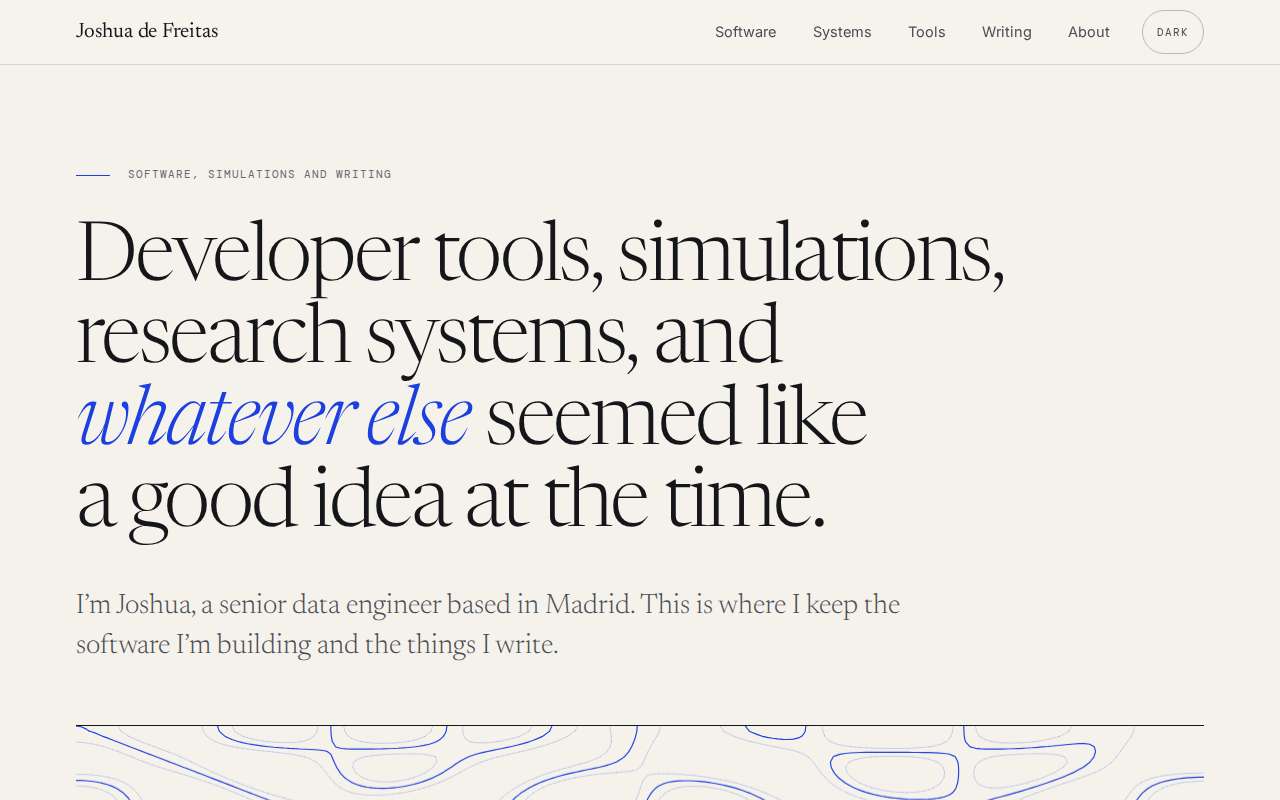 Joshua de Freitas
Software
Systems
Tools
Writing
About
DARK
SOFTWARE, SIMULATIONS AND WRITING
Developer tools, simulations,
research systems, and
whatever else seemed like
a good idea at the time.
I’m Joshua, a senior data engineer based in Madrid. This is where I keep the
software I’m building and the things I write.